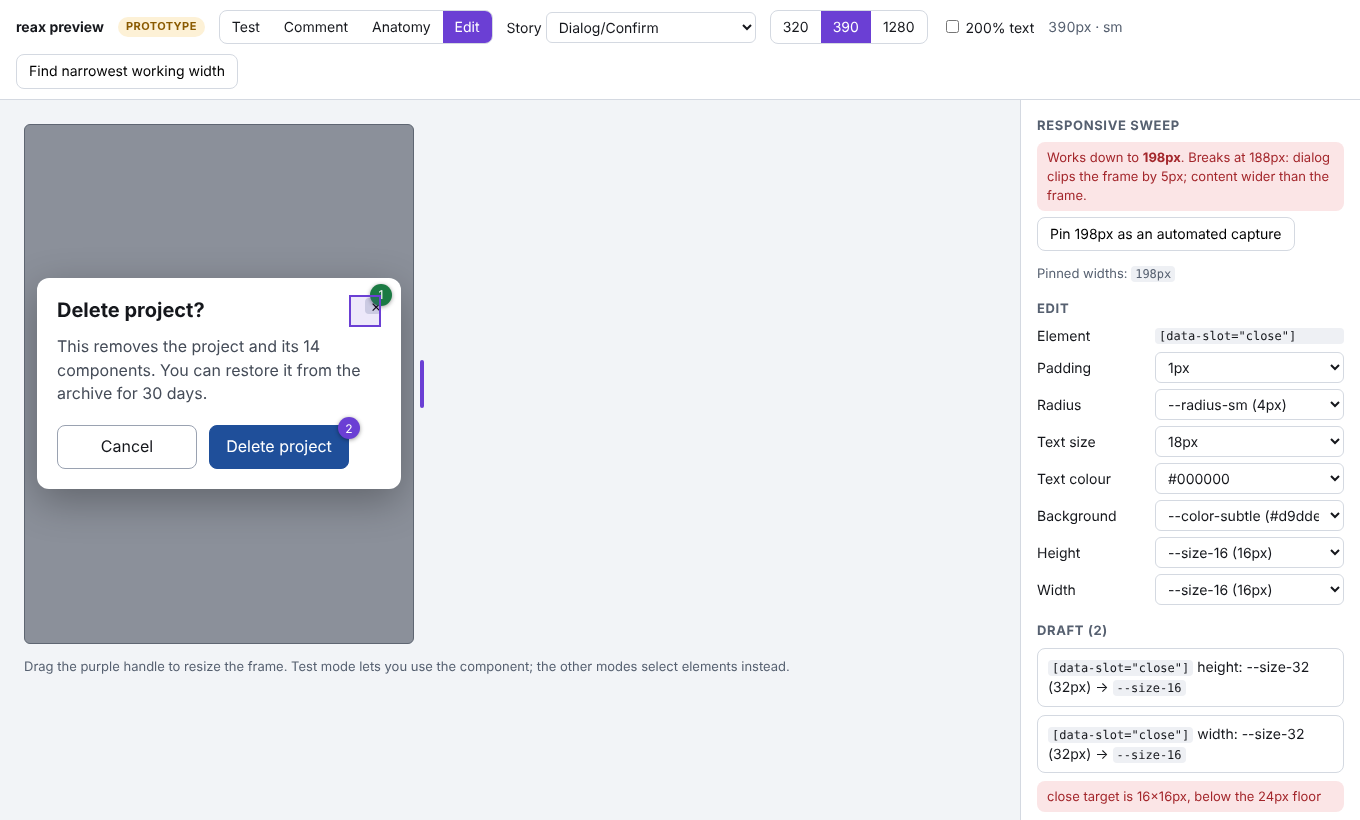 reax preview PROTOTYPE Test Comment Anatomy Edit Story Dialog/Confirm 320 390 1280 200% text 390px · sm
Find narrowest working width
Delete project?
1
×
This removes the project and its 14
components. You can restore it from the
archive for 30 days.
Cancel
Delete project
2
Drag the purple handle to resize the frame. Test mode lets you use the component; the other modes select elements instead.
RESPONSIVE SWEEP
Works down to 198px. Breaks at 188px: dialog
clips the frame by 5px; content wider than the
frame.
Pin 198px as an automated capture
Pinned widths: 198px
EDIT
Element [data-slot="close"]
Padding 1px
Radius --radius-sm (4px)
Text size 18px
Text colour #000000
Background --color-subtle (#d9dde
Height --size-16 (16px)
Width --size-16 (16px)
DRAFT (2)
[data-slot="close"] height: --size-32
(32px) → --size-16
[data-slot="close"] width: --size-32
(32px) → --size-16
close target is 16×16px, below the 24px floor